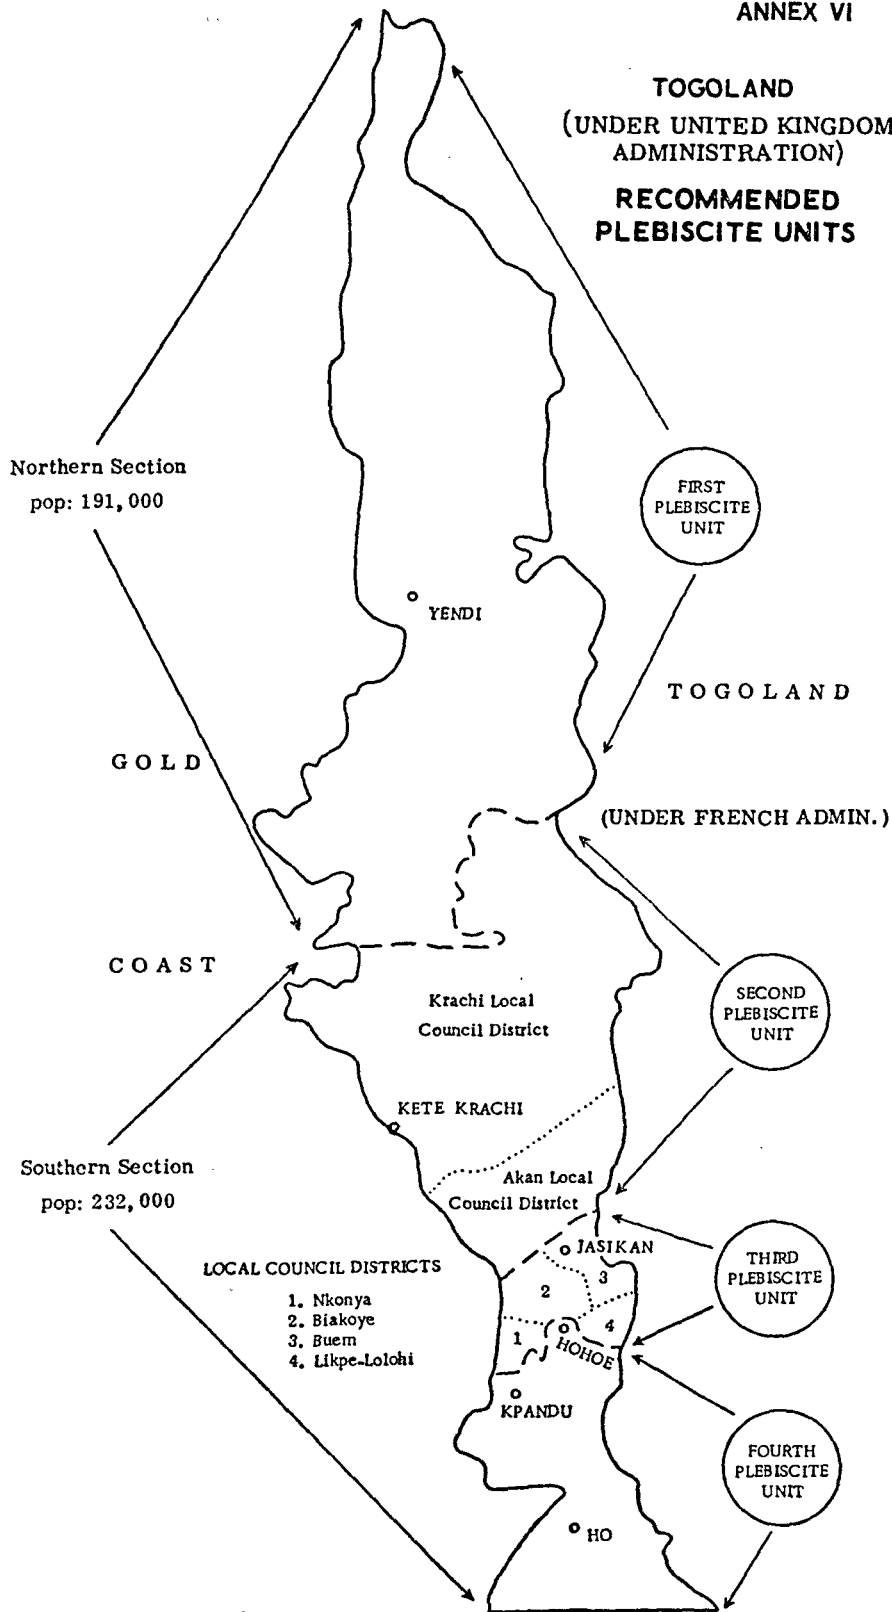 ANNEX VI
TOGOLAND
(UNDER UNITED KINGDOM
ADMINISTRATION)
RECOMMENDED
PLEBISCITE UNITS
Northern Section
pop: 191,000
FIRST
PLEBISCITE
UNIT
YENDI
TOGOLAND
GOLD
(UNDER FRENCH ADMIN.)
COAST
Krachi Local
Council District
SECOND
PLEBISCITE
UNIT
KETE KRACHI
Southern Section
pop: 232,000
Akan Local
Council District
JASIKAN
THIRD
PLEBISCITE
UNIT
LOCAL COUNCIL DISTRICTS
1. Nkonya
2. Biakoye
3. Buem
4. Likpe-Lolohi
3
2
4
1
HOHOE
KPANDU
FOURTH
PLEBISCITE
UNIT
HO